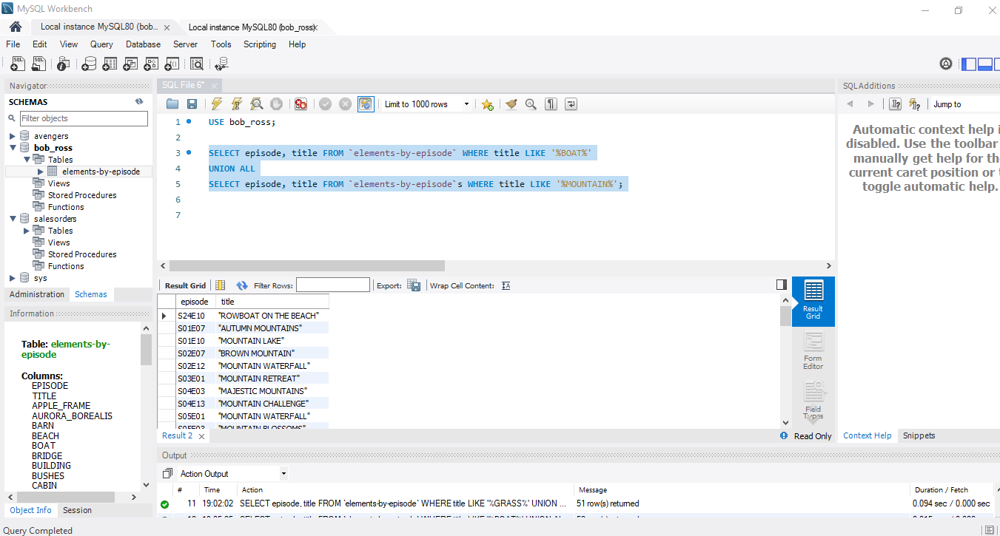 MySQL Workbench
Local instance MySQL80 (bob... × Local instance MySQL80 (bob_ross) ×
File Edit View Query Database Server Tools Scripting Help
Navigator
SCHEMAS
Filter objects
avengers
bob_ross
Tables
elements-by-episode
Views
Stored Procedures
Functions
salesorders
Tables
Views
Stored Procedures
Functions
sys
Administration Schemas
Information
Table: elements-by-
episode
Columns:
EPISODE
TITLE
APPLE_FRAME
AURORA_BOREALIS
BARN
BEACH
BOAT
BRIDGE
BUILDING
BUSHES
CABIN
Object Info Session
Query Completed
SQL File 6* ×
Limit to 1000 rows
1 USE bob_ross;
2
3 SELECT episode, title FROM `elements-by-episode` WHERE title LIKE '%BOAT%'
4 UNION ALL
5 SELECT episode, title FROM `elements-by-episode`s WHERE title LIKE '%MOUNTAIN%';
6
7
Result Grid Filter Rows: Export: Wrap Cell Content:
episode title
S24E10 "ROWBOAT ON THE BEACH"
S01E07 "AUTUMN MOUNTAINS"
S01E10 "MOUNTAIN LAKE"
S02E07 "BROWN MOUNTAIN"
S02E12 "MOUNTAIN WATERFALL"
S03E01 "MOUNTAIN RETREAT"
S04E03 "MAJESTIC MOUNTAINS"
S04E13 "MOUNTAIN CHALLENGE"
S05E01 "MOUNTAIN WATERFALL"
S05E03 "MOUNTAIN BLOSSOMS"
Result
Grid
Form
Editor
Field
Types
Result 2 × Read Only
SQLAdditions
Jump to
Automatic context help i
disabled. Use the toolbar
manually get help for the
current caret position or t
toggle automatic help.
Context Help Snippets
Output
Action Output
# Time Action Message Duration / Fetch
11 19:02:02 SELECT episode, title FROM `elements-by-episode` WHERE title LIKE '%GRASS%' UNION ... 51 row(s) returned 0.094 sec / 0.000 sec